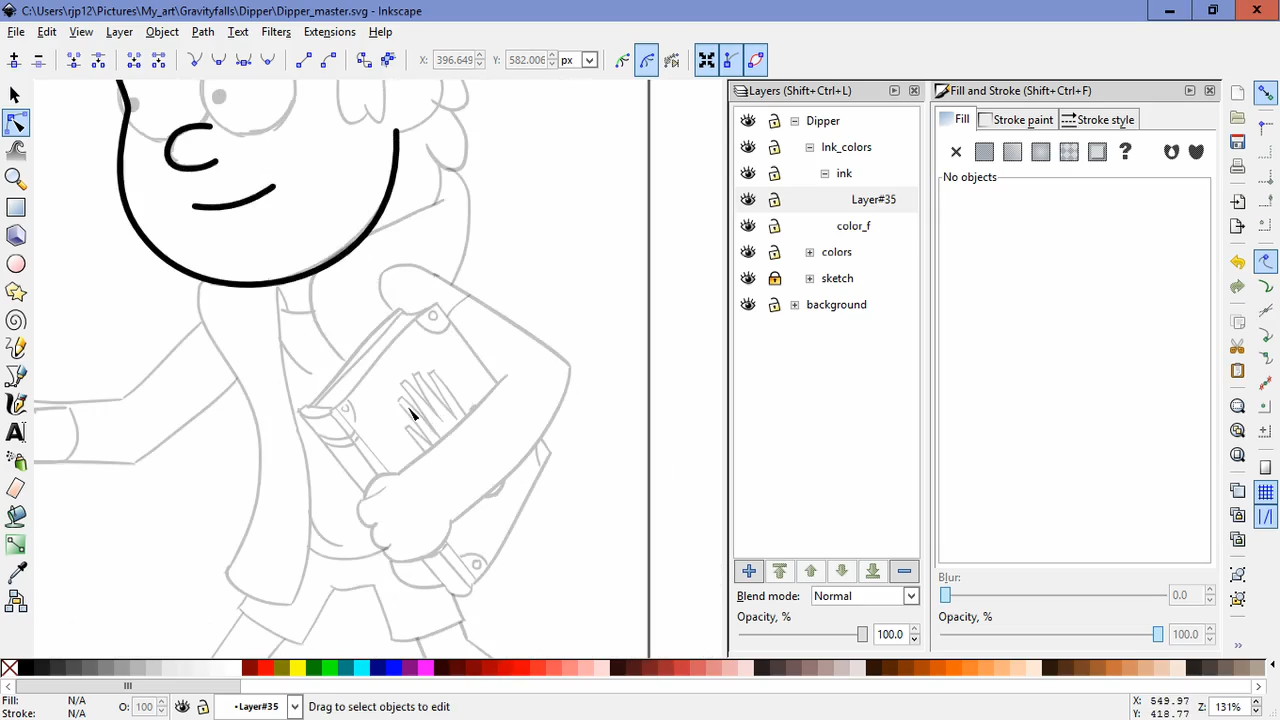 C:\Users\rjp12\Pictures\My_art\Gravityfalls\Dipper\Dipper_master.svg - Inkscape
File Edit View Layer Object Path Text Filters Extensions Help
X: 396.649 Y: 582.006 px
Layers (Shift+Ctrl+L)
Fill and Stroke (Shift+Ctrl+F)
Dipper
Ink_colors
ink
Layer#35
color_f
colors
sketch
background
Fill Stroke paint Stroke style
?
No objects
Blend mode: Normal
Opacity, %
100.0
Blur:
0.0
Opacity, %
100.0
Fill: N/A
Stroke: N/A
O: 100
•Layer#35
Drag to select objects to edit
X: 549.97
Y: 418.77
Z: 131%